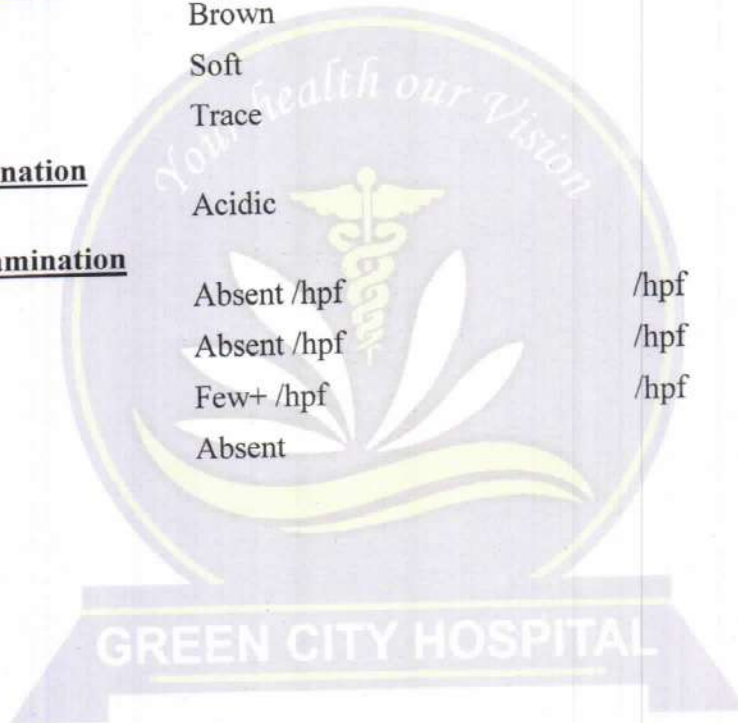 Brown
Soft
Trace
Your health our Vision
nation
Acidic
amination
Absent /hpf /hpf
Absent /hpf /hpf
Few+ /hpf /hpf
Absent
GREEN CITY HOSPITAL